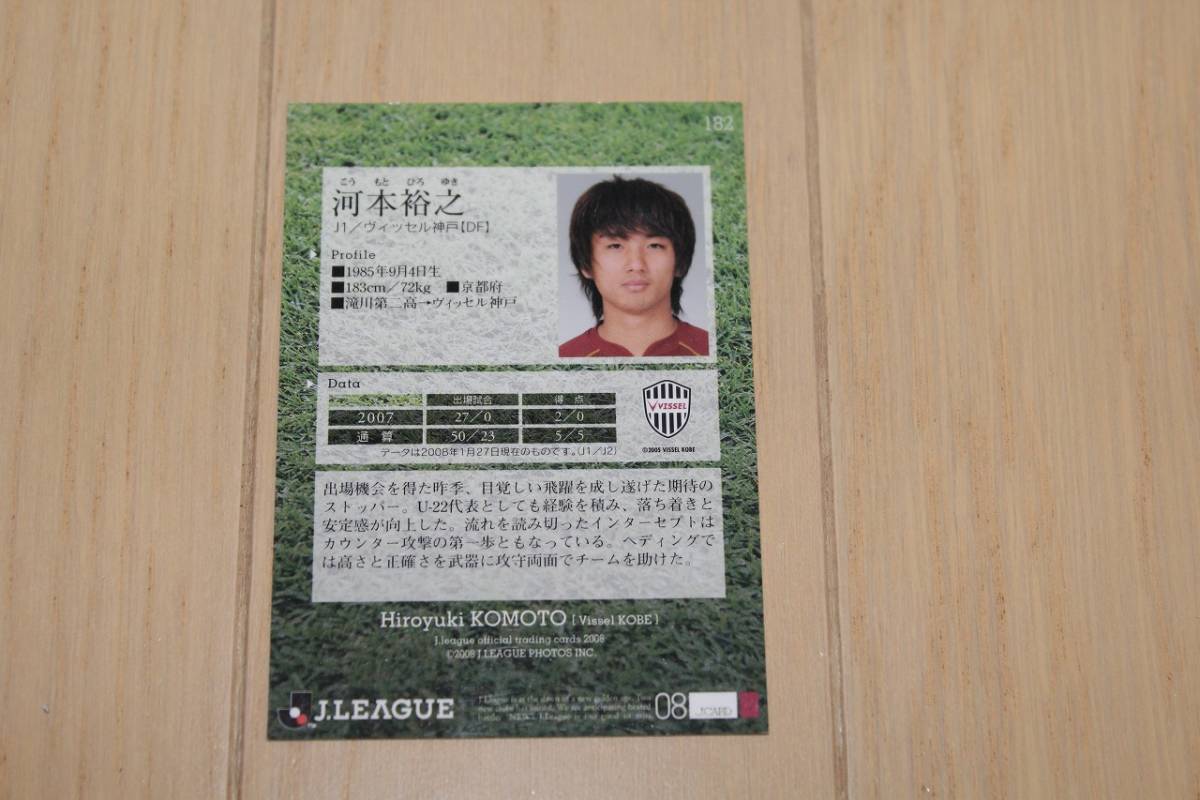 182
こう もと ひろ ゆき
河本裕之
J1／ヴィッセル神戸【DF】
Profile
■1985年9月4日生
■183cm／72kg ■京都府
■滝川第二高→ヴィッセル神戸
Data
出場試合 得点
2007 27/0 2/0
通算 50/23 5/5
データは2008年1月27日現在のものです。(J1／J2)
VISSEL
©2005 VISSEL KOBE
出場機会を得た昨季、目覚しい飛躍を成し遂げた期待の
ストッパー。U-22代表としても経験を積み、落ち着きと
安定感が向上した。流れを読み切ったインターセプトは
カウンター攻撃の第一歩ともなっている。ヘディングで
は高さと正確さを武器に攻守両面でチームを助けた。
Hiroyuki KOMOTO [Vissel KOBE]
J.league official trading cards 2008
©2008 J.LEAGUE PHOTOS INC.
J.LEAGUE
08
J.CARD